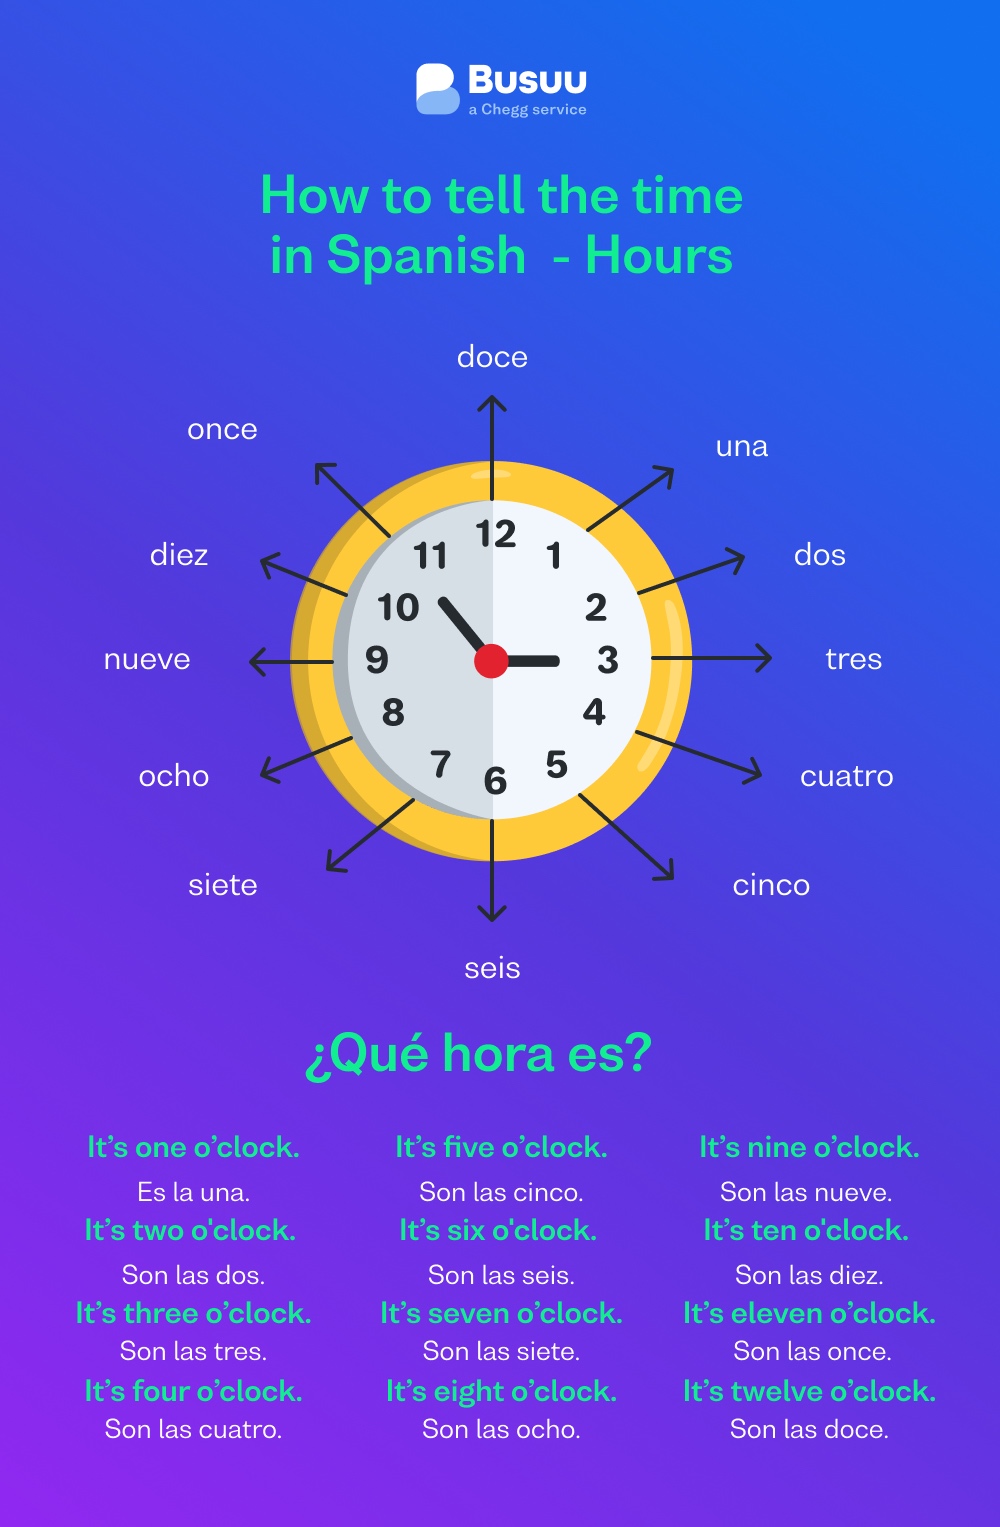 Busuu
a Chegg service
How to tell the time
in Spanish - Hours
doce
once
una
diez
dos
nueve
tres
ocho
cuatro
siete
cinco
seis
12
11
1
10
2
9
3
8
4
7
5
6
¿Qué hora es?
It's one o'clock.
Es la una.
It's two o'clock.
Son las dos.
It's three o'clock.
Son las tres.
It's four o'clock.
Son las cuatro.
It's five o'clock.
Son las cinco.
It's six o'clock.
Son las seis.
It's seven o'clock.
Son las siete.
It's eight o'clock.
Son las ocho.
It's nine o'clock.
Son las nueve.
It's ten o'clock.
Son las diez.
It's eleven o'clock.
Son las once.
It's twelve o'clock.
Son las doce.